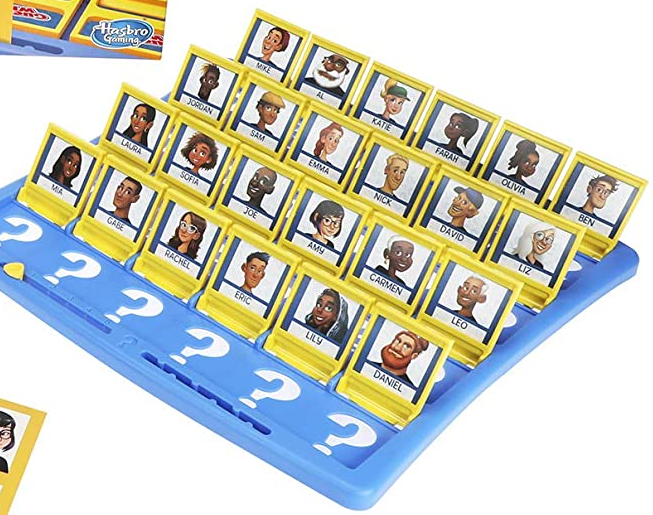 Hasbro
Gaming
MIKE
AL
KATIE
FARAH
OLIVIA
BEN
JORDAN
SAM
EMMA
NICK
DAVID
LIZ
LAURA
SOFIA
JOE
AMY
CARMEN
LEO
MIA
GABE
RACHEL
ERIC
LILY
DANIEL
? ? ? ? ? ?